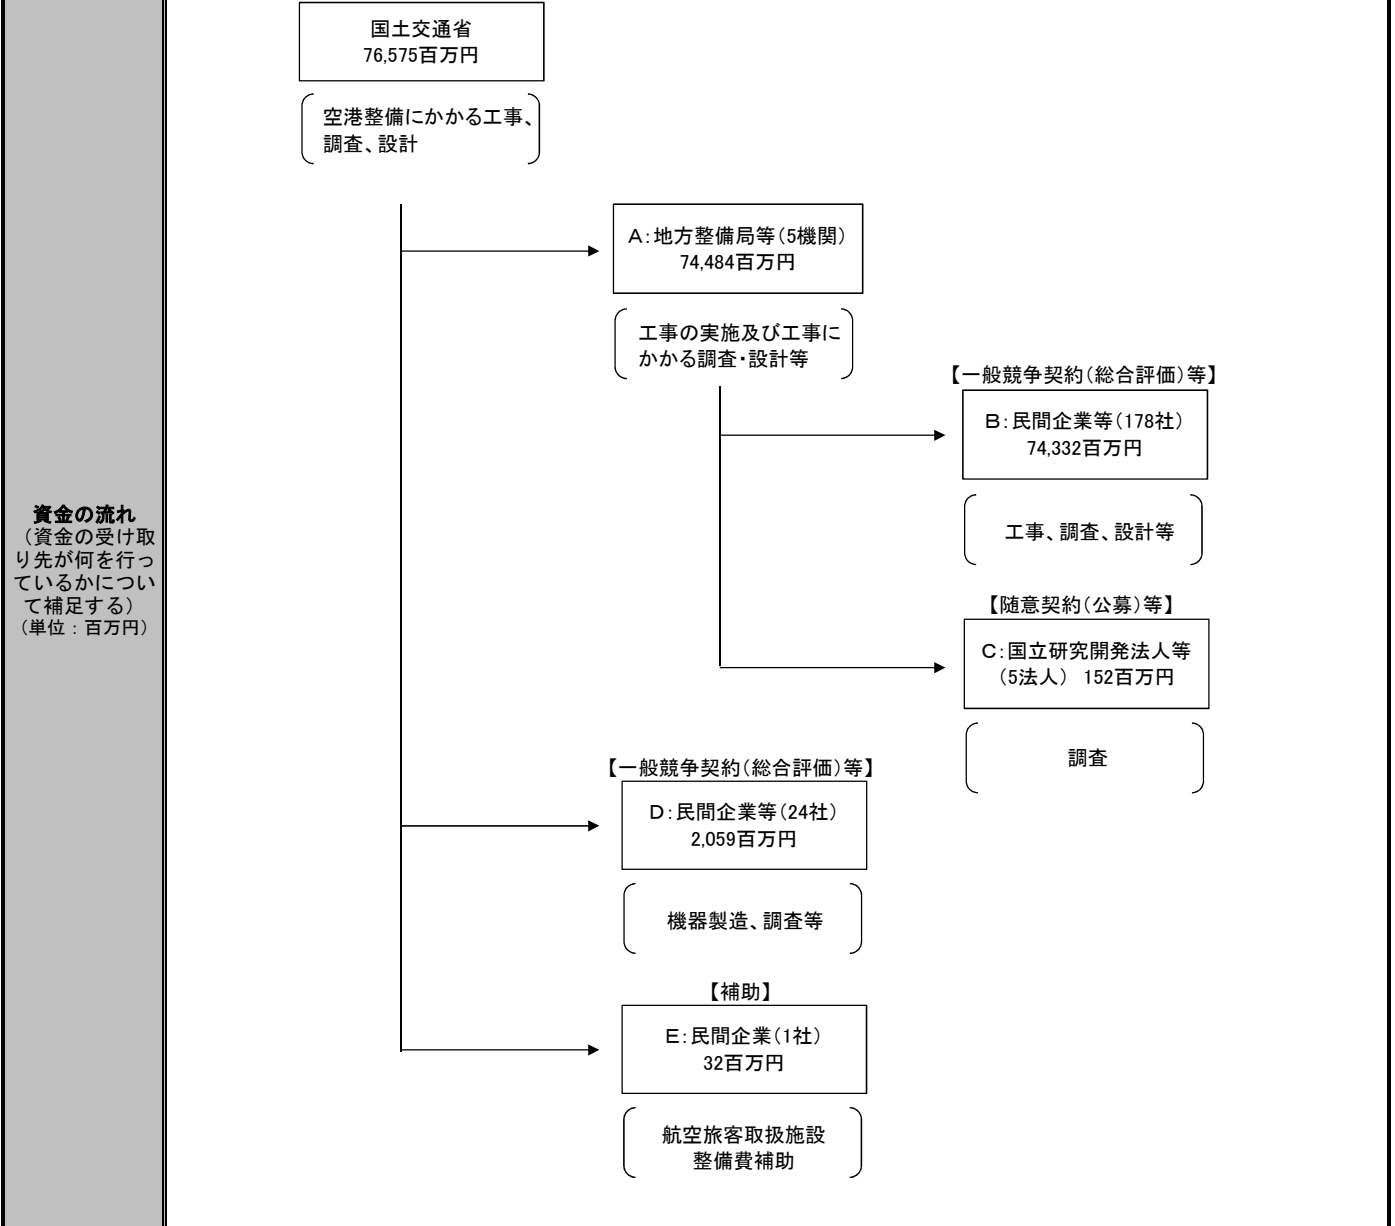 資金の流れ
（資金の受け取
り先が何を行っ
ているかについ
て補足する）
（単位：百万円）
国土交通省
76,575百万円
空港整備にかかる工事、
調査、設計
A:地方整備局等(5機関)
74,484百万円
工事の実施及び工事に
かかる調査・設計等
【一般競争契約(総合評価)等】
B:民間企業等(178社)
74,332百万円
工事、調査、設計等
【随意契約(公募)等】
C:国立研究開発法人等
(5法人) 152百万円
調査
【一般競争契約(総合評価)等】
D:民間企業等(24社)
2,059百万円
機器製造、調査等
【補助】
E:民間企業(1社)
32百万円
航空旅客取扱施設
整備費補助